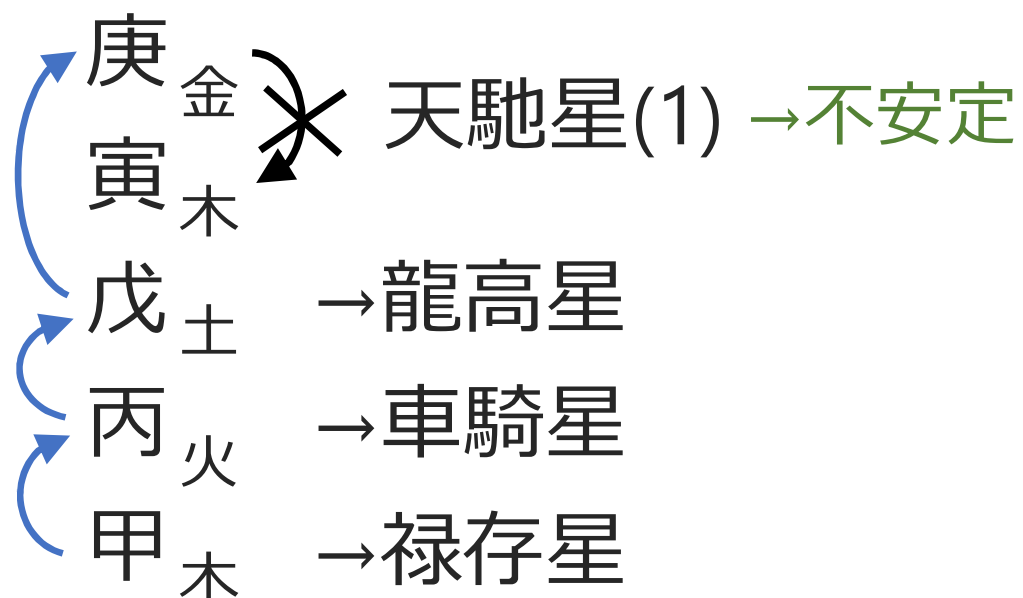 庚金 天馳星(1) →不安定
寅木
戊土 →龍高星
丙火 →車騎星
甲木 →禄存星